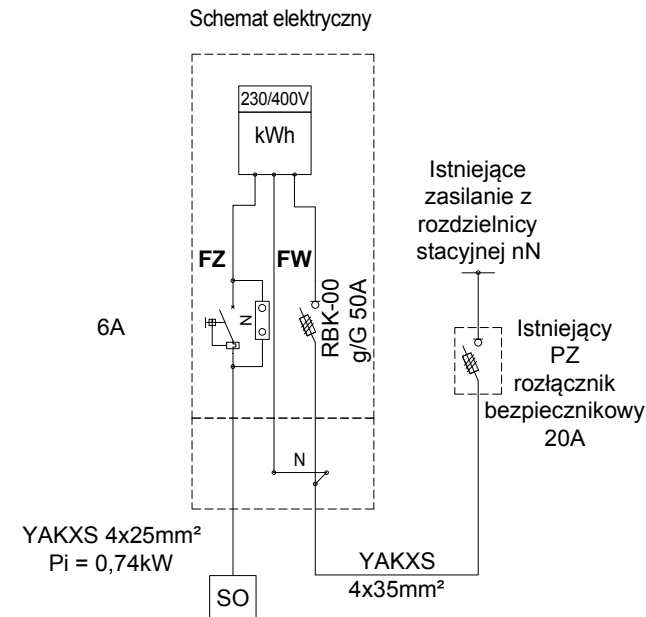 Schemat elektryczny
230/400V
kWh
FZ
FW
N
RBK-00
g/G 50A
6A
N
YAKXS 4x25mm²
Pi = 0,74kW
SO
YAKXS
4x35mm²
Istniejące
zasilanie z
rozdzielnicy
stacyjnej nN
Istniejący
PZ
rozłącznik
bezpiecznikowy
20A